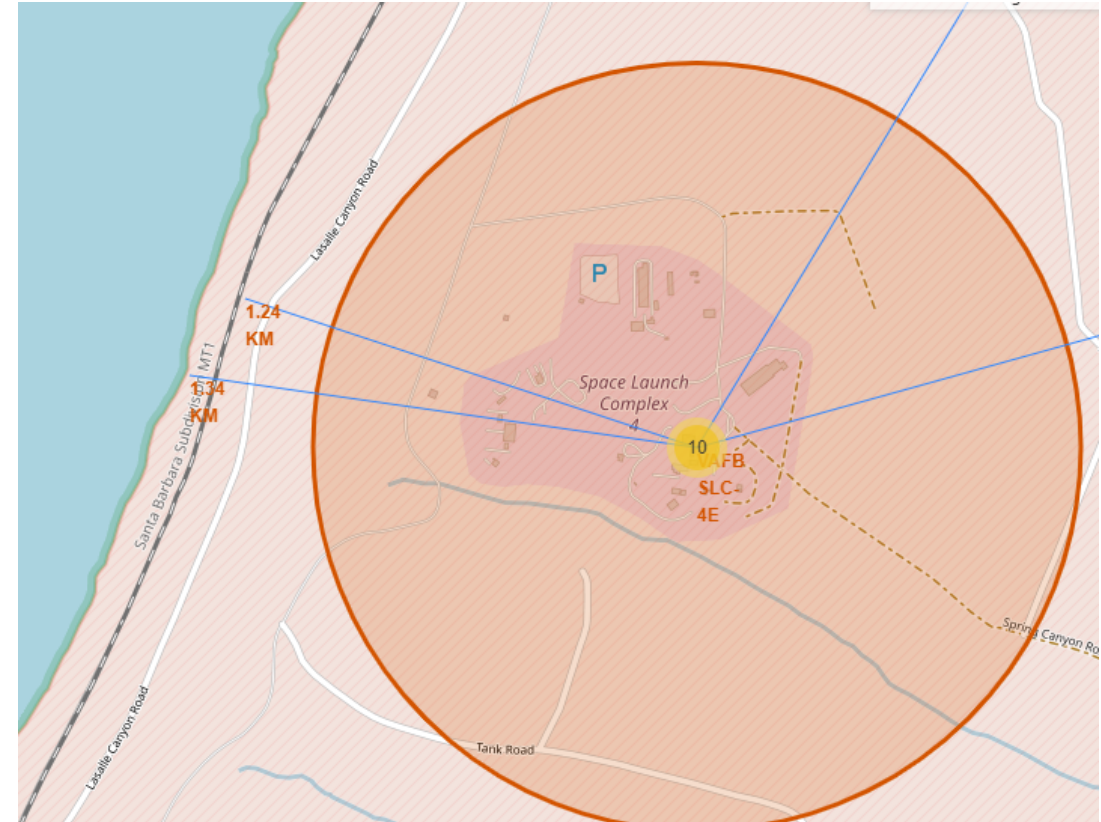 Lasalle Canyon Road
P
1.24
KM
Santa Barbara Subdivision MT1
1.34
KM
Space Launch
Complex
4
10
VAFB
SLC-
4E
Spring Canyon Ro
Tank Road
Lasalle Canyon Road